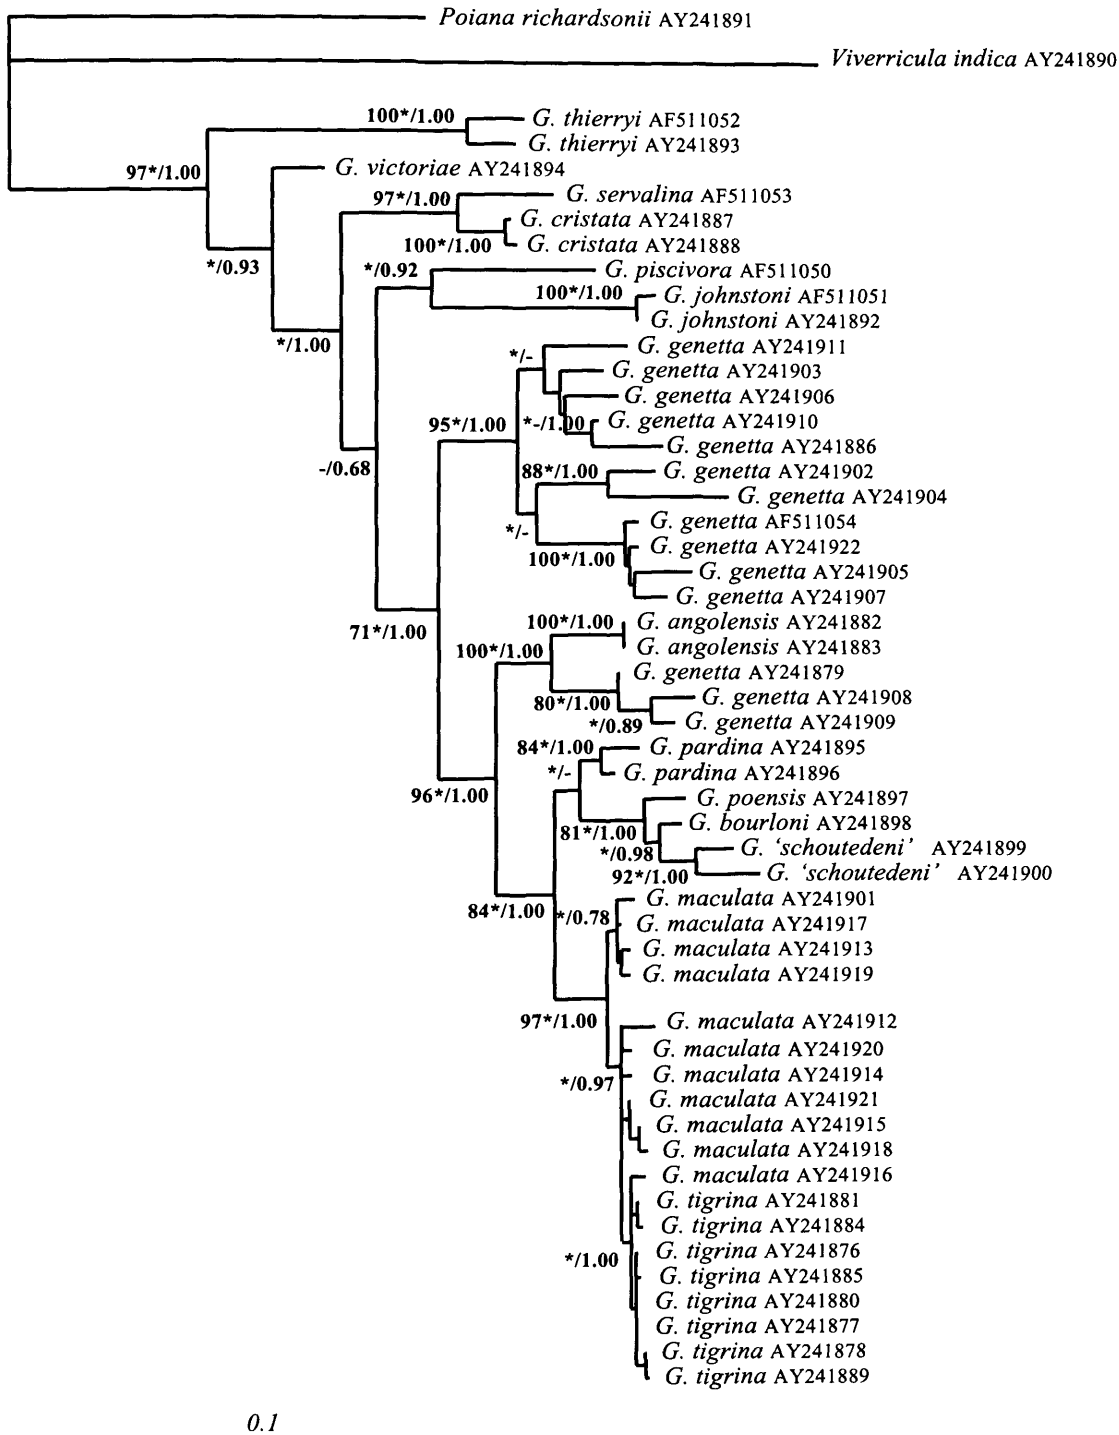 Poiana richardsonii AY241891
Viverricula indica AY241890
100*/1.00
G. thierryi AF511052
G. thierryi AY241893
97*/1.00
G. victoriae AY241894
97*/1.00
G. servalina AF511053
G. cristata AY241887
100*/1.00
G. cristata AY241888
*/0.93
*/0.92
G. piscivora AF511050
100*/1.00
G. johnstoni AF511051
G. johnstoni AY241892
*/1.00
G. genetta AY241911
*/-
G. genetta AY241903
G. genetta AY241906
95*/1.00
*-/1.00
G. genetta AY241910
G. genetta AY241886
-/0.68
88*/1.00
G. genetta AY241902
G. genetta AY241904
G. genetta AF511054
*/-
G. genetta AY241922
100*/1.00
G. genetta AY241905
G. genetta AY241907
71*/1.00
100*/1.00
G. angolensis AY241882
100*/1.00
G. angolensis AY241883
G. genetta AY241879
80*/1.00
G. genetta AY241908
*/0.89
G. genetta AY241909
84*/1.00
G. pardina AY241895
*/-
G. pardina AY241896
96*/1.00
G. poensis AY241897
81*/1.00
G. bourloni AY241898
*/0.98
G. ‘schoutedeni’ AY241899
92*/1.00
G. ‘schoutedeni’ AY241900
84*/1.00
*/0.78
G. maculata AY241901
G. maculata AY241917
G. maculata AY241913
G. maculata AY241919
97*/1.00
G. maculata AY241912
G. maculata AY241920
*/0.97
G. maculata AY241914
G. maculata AY241921
G. maculata AY241915
G. maculata AY241918
G. maculata AY241916
G. tigrina AY241881
G. tigrina AY241884
*/1.00
G. tigrina AY241876
G. tigrina AY241885
G. tigrina AY241880
G. tigrina AY241877
G. tigrina AY241878
G. tigrina AY241889
0.1